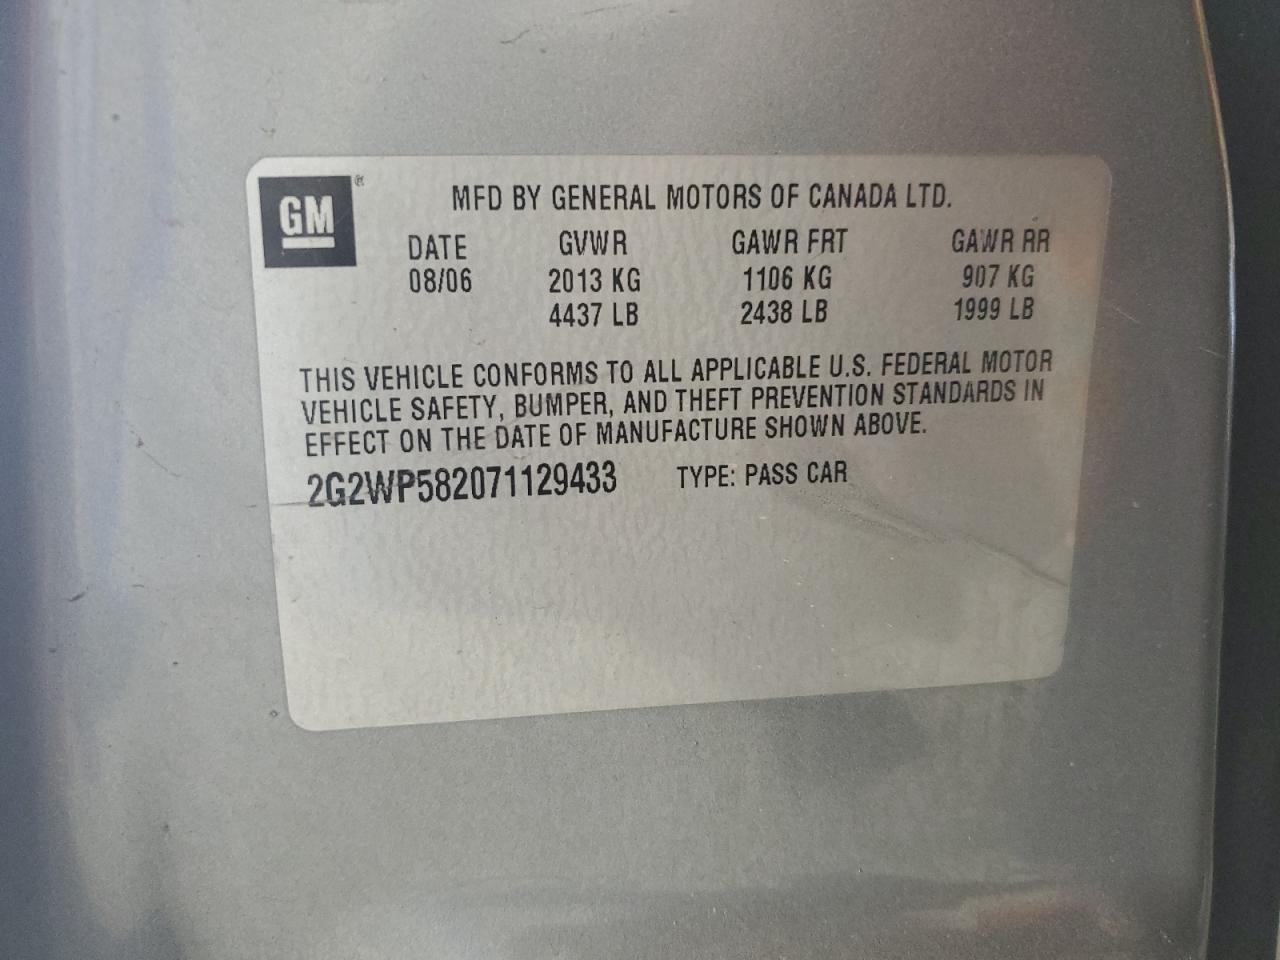 GM®
MFD BY GENERAL MOTORS OF CANADA LTD.
DATE GVWR GAWR FRT GAWR RR
08/06 2013 KG 1106 KG 907 KG
4437 LB 2438 LB 1999 LB
THIS VEHICLE CONFORMS TO ALL APPLICABLE U.S. FEDERAL MOTOR
VEHICLE SAFETY, BUMPER, AND THEFT PREVENTION STANDARDS IN
EFFECT ON THE DATE OF MANUFACTURE SHOWN ABOVE.
2G2WP582071129433 TYPE: PASS CAR